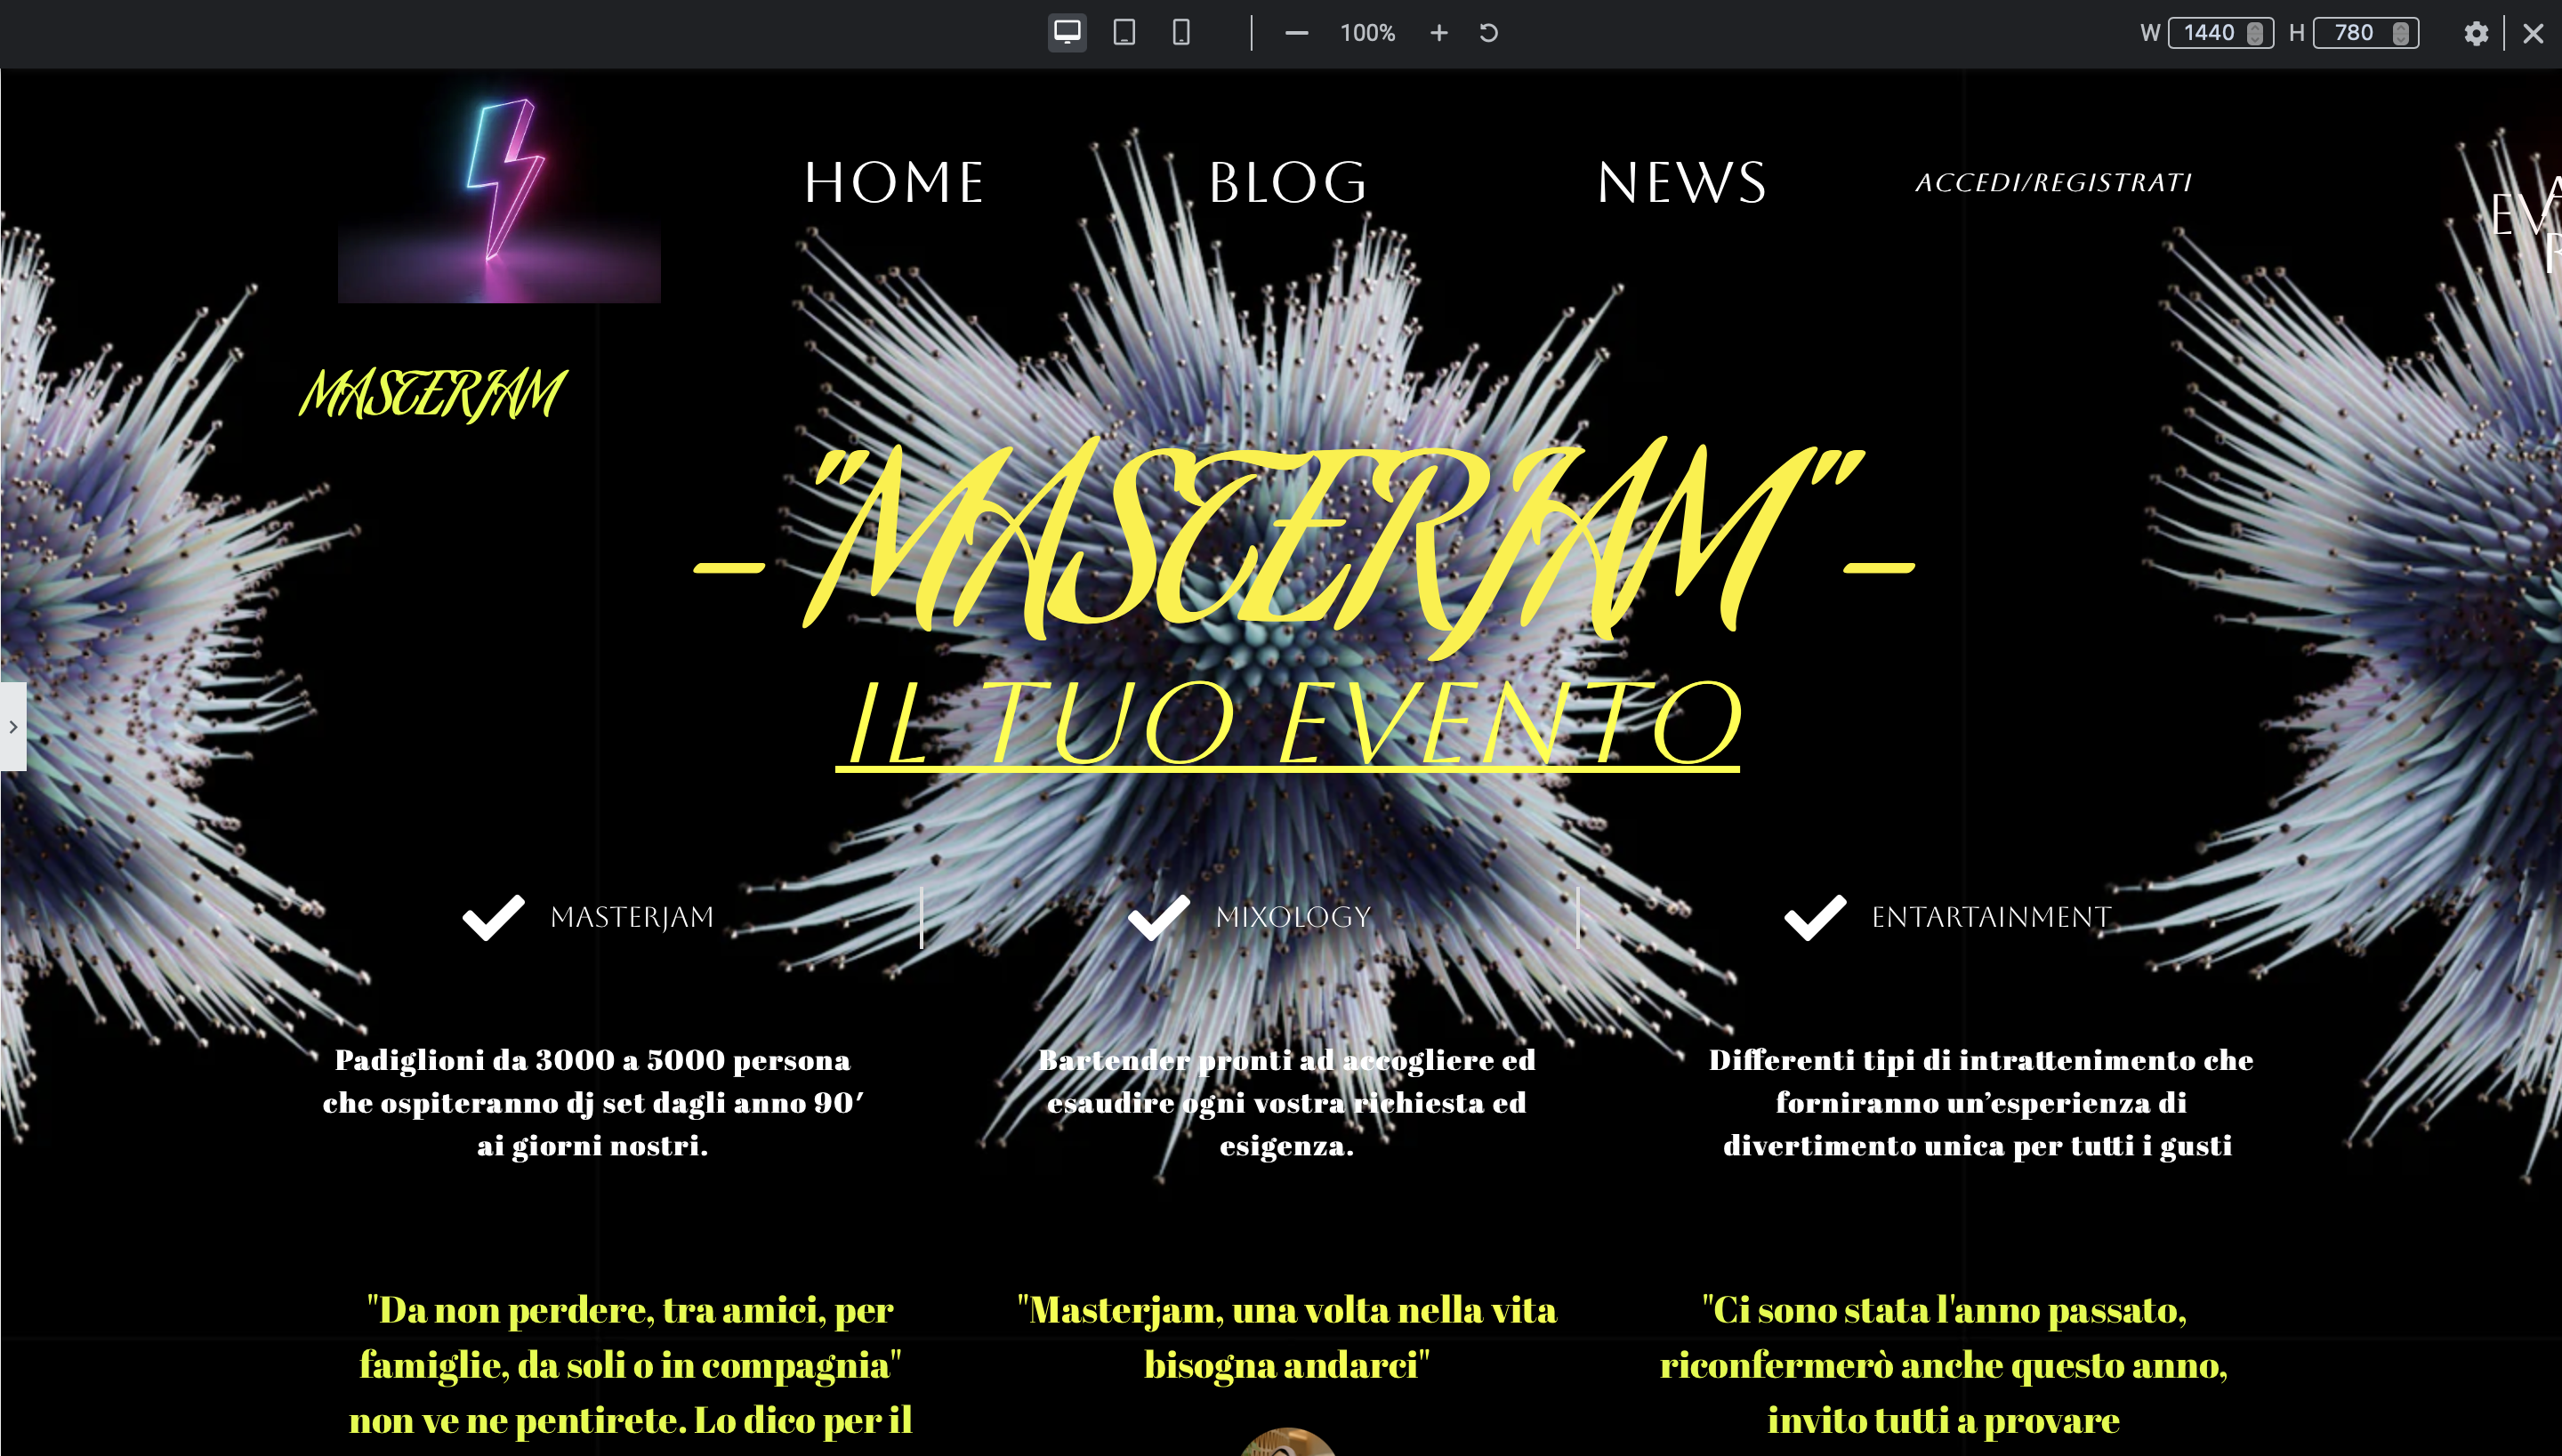 100%
W 1440 H 780
HOME BLOG NEWS ACCEDI/REGISTRATI
MASTERJAM
– "MASTERJAM" –
IL TUO EVENTO
MASTERJAM
MIXOLOGY
ENTARTAINMENT
Padiglioni da 3000 a 5000 persona
che ospiteranno dj set dagli anno 90′
ai giorni nostri.
Bartender pronti ad accogliere ed
esaudire ogni vostra richiesta ed
esigenza.
Differenti tipi di intrattenimento che
forniranno un’esperienza di
divertimento unica per tutti i gusti
"Da non perdere, tra amici, per
famiglie, da soli o in compagnia"
non ve ne pentirete. Lo dico per il
"Masterjam, una volta nella vita
bisogna andarci"
"Ci sono stata l'anno passato,
riconfermerò anche questo anno,
invito tutti a provare